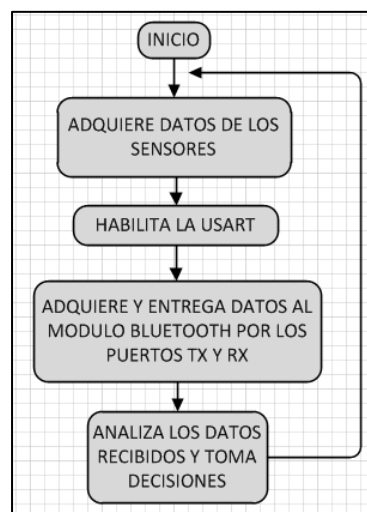 INICIO
ADQUIERE DATOS DE LOS
SENSORES
HABILITA LA USART
ADQUIERE Y ENTREGA DATOS AL
MODULO BLUETOOTH POR LOS
PUERTOS TX Y RX
ANALIZA LOS DATOS
RECIBIDOS Y TOMA
DECISIONES